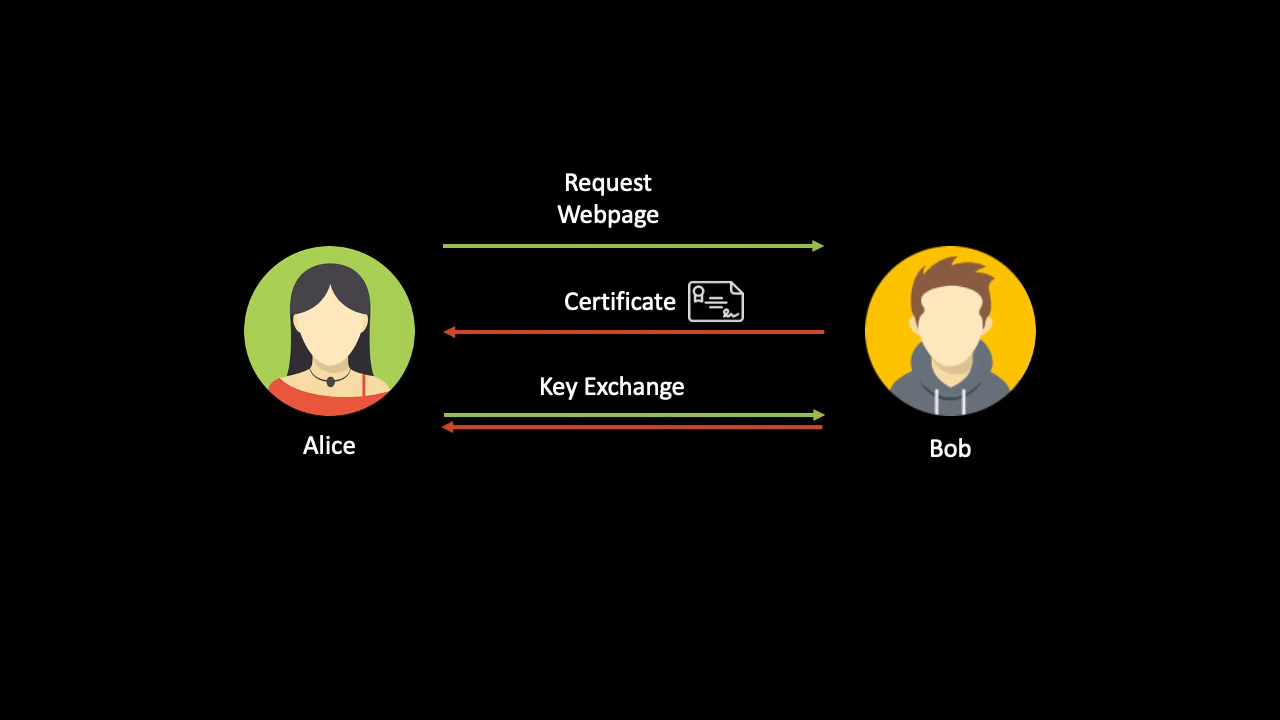 Request
Webpage
Certificate
Key Exchange
Alice
Bob